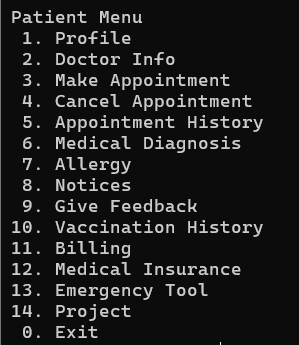 Patient Menu
1. Profile
2. Doctor Info
3. Make Appointment
4. Cancel Appointment
5. Appointment History
6. Medical Diagnosis
7. Allergy
8. Notices
9. Give Feedback
10. Vaccination History
11. Billing
12. Medical Insurance
13. Emergency Tool
14. Project
0. Exit